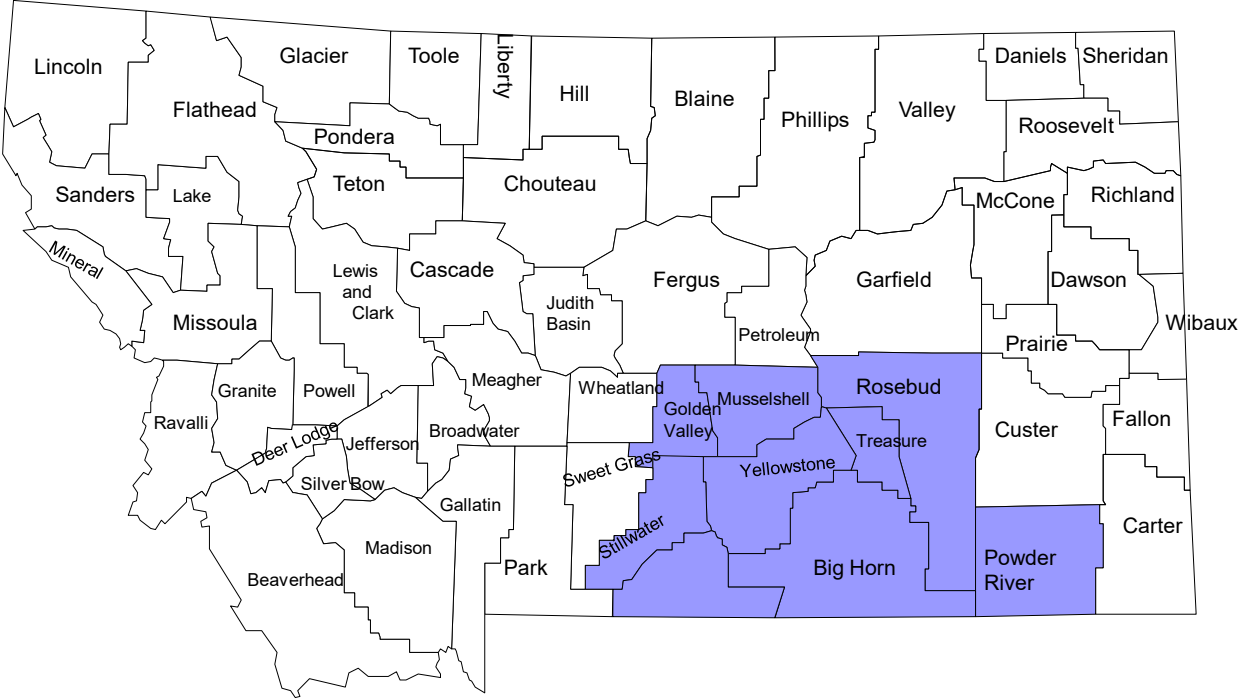 Lincoln
Flathead
Glacier
Toole
Liberty
Hill
Blaine
Phillips
Valley
Daniels
Sheridan
Roosevelt
Pondera
Teton
Chouteau
Sanders
Lake
McCone
Richland
Mineral
Lewis
and
Clark
Cascade
Judith
Basin
Fergus
Petroleum
Garfield
Dawson
Wibaux
Prairie
Missoula
Granite
Powell
Meagher
Wheatland
Golden
Valley
Musselshell
Rosebud
Treasure
Custer
Fallon
Ravalli
Deer Lodge
Jefferson
Broadwater
Silver Bow
Sweet Grass
Yellowstone
Gallatin
Stillwater
Madison
Beaverhead
Park
Big Horn
Powder
River
Carter